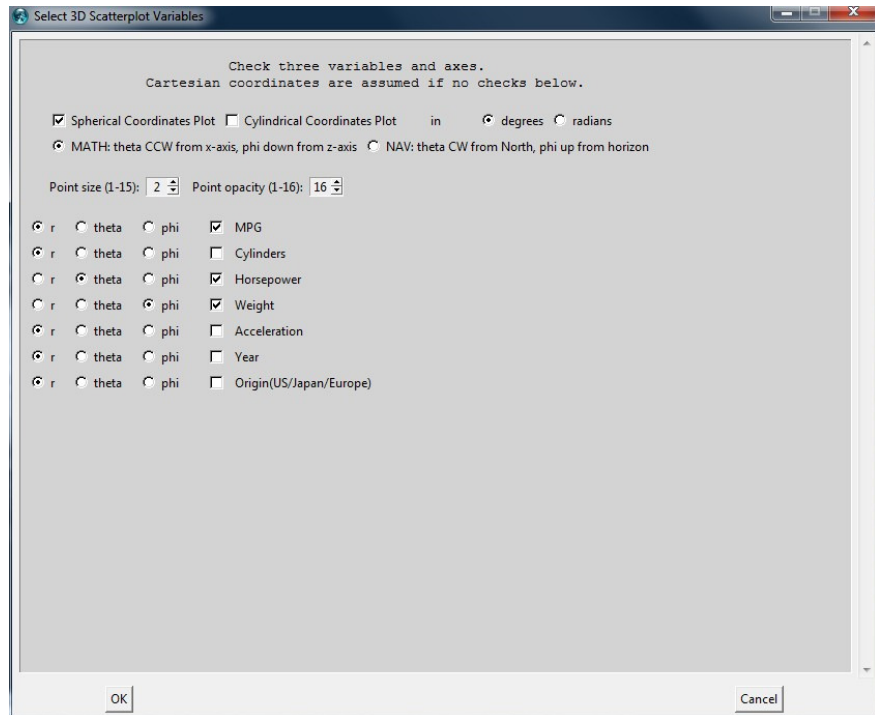 Select 3D Scatterplot Variables
Check three variables and axes.
Cartesian coordinates are assumed if no checks below.
Spherical Coordinates Plot Cylindrical Coordinates Plot in degrees radians
MATH: theta CCW from x-axis, phi down from z-axis NAV: theta CW from North, phi up from horizon
Point size (1-15): 2 Point opacity (1-16): 16
r theta phi MPG
r theta phi Cylinders
r theta phi Horsepower
r theta phi Weight
r theta phi Acceleration
r theta phi Year
r theta phi Origin(US/Japan/Europe)
OK Cancel